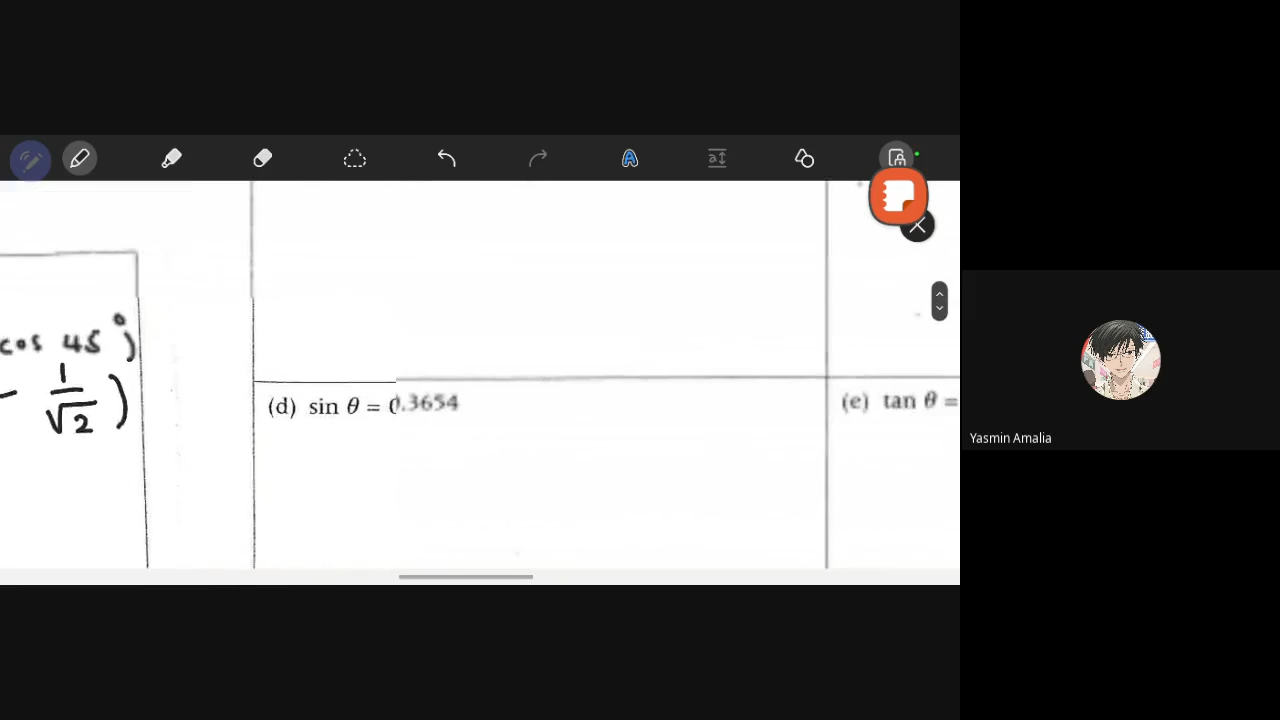 cos 45°)
- 1/√2 )
(d) sin θ = 0.3654
(e) tan θ =
Yasmin Amalia